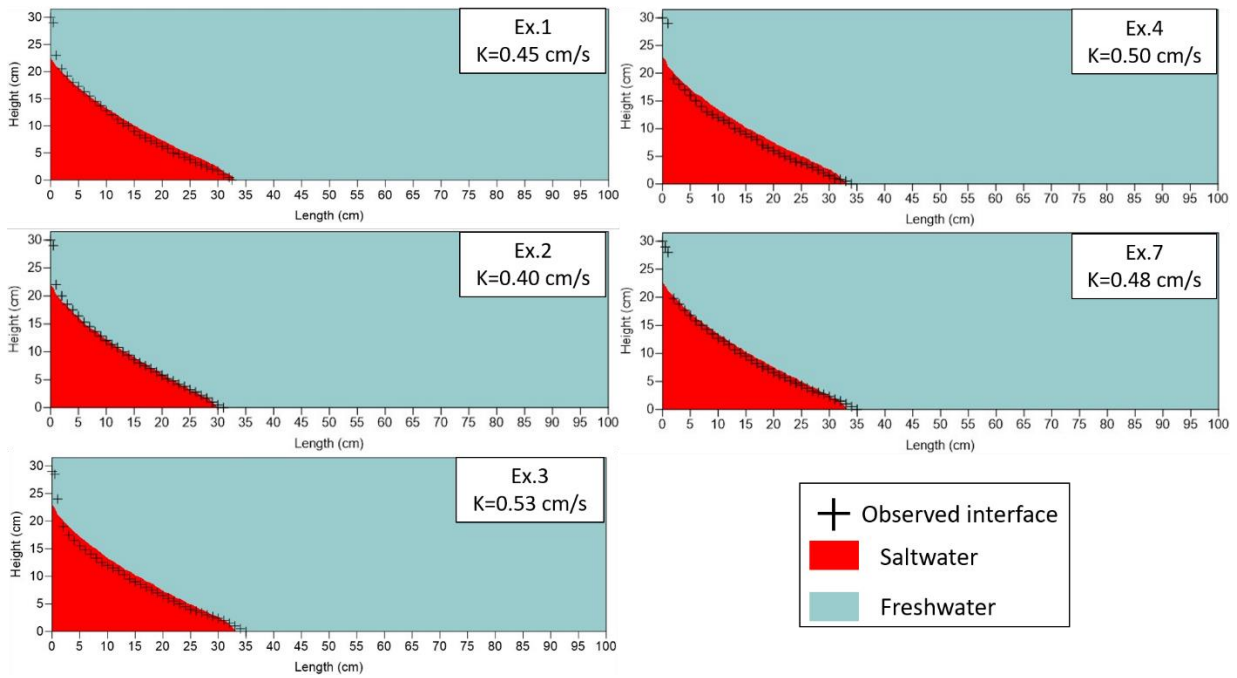 Ex.1
K=0.45 cm/s
Height (cm)
30
25
20
15
10
5
0
0 5 10 15 20 25 30 35 40 45 50 55 60 65 70 75 80 85 90 95 100
Length (cm)
Ex.4
K=0.50 cm/s
Height (cm)
30
25
20
15
10
5
0
0 5 10 15 20 25 30 35 40 45 50 55 60 65 70 75 80 85 90 95 100
Length (cm)
Ex.2
K=0.40 cm/s
Height (cm)
30
25
20
15
10
5
0
0 5 10 15 20 25 30 35 40 45 50 55 60 65 70 75 80 85 90 95 100
Length (cm)
Ex.7
K=0.48 cm/s
Height (cm)
30
25
20
15
10
5
0
0 5 10 15 20 25 30 35 40 45 50 55 60 65 70 75 80 85 90 95 100
Length (cm)
Ex.3
K=0.53 cm/s
Height (cm)
30
25
20
15
10
5
0
0 5 10 15 20 25 30 35 40 45 50 55 60 65 70 75 80 85 90 95 100
Length (cm)
Observed interface
Saltwater
Freshwater